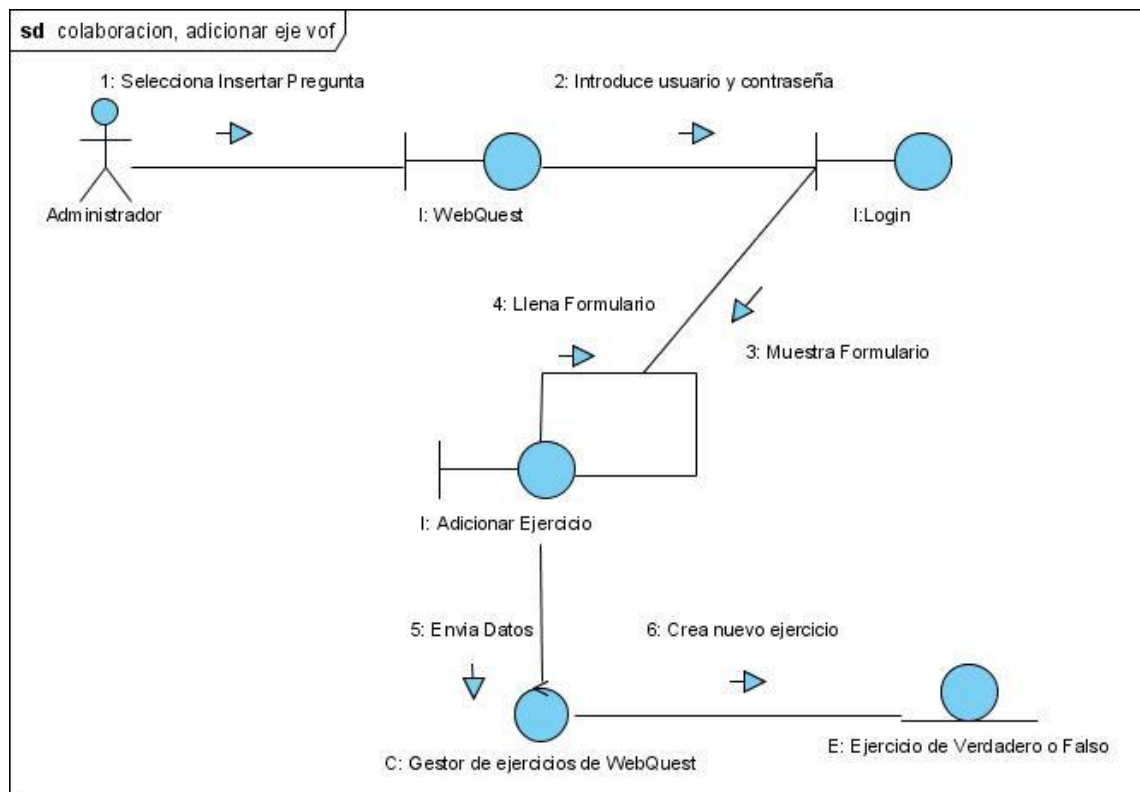 sd colaboracion, adicionar eje vof
1: Selecciona Insertar Pregunta
2: Introduce usuario y contraseña
Administrador
I: WebQuest
I:Login
4: Llena Formulario
3: Muestra Formulario
I: Adicionar Ejercicio
5: Envia Datos
6: Crea nuevo ejercicio
C: Gestor de ejercicios de WebQuest
E: Ejercicio de Verdadero o Falso